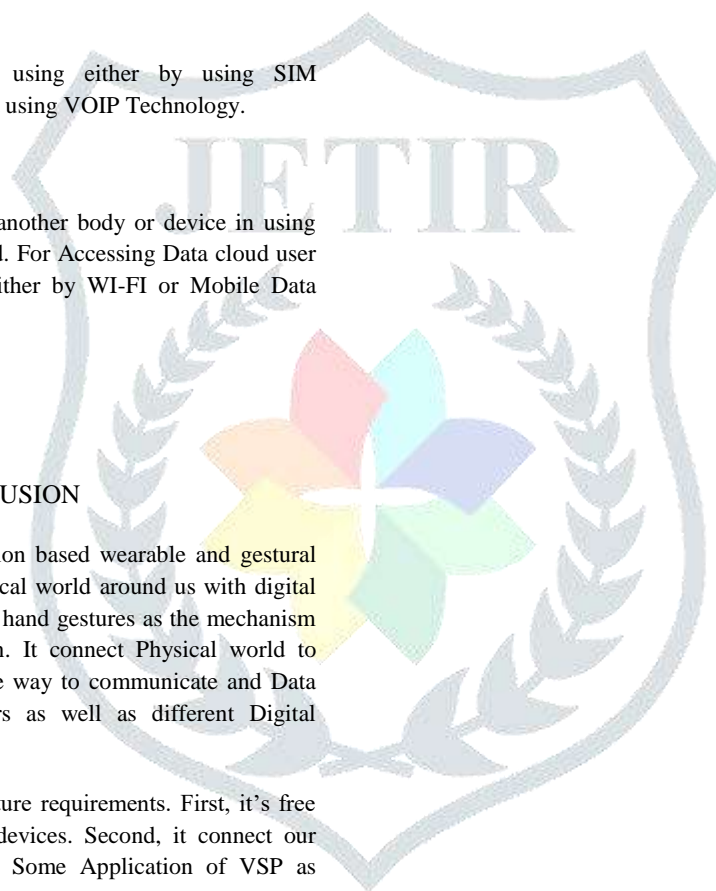 using either by using SIM
using VOIP Technology.
JETIR
another body or device in using
d. For Accessing Data cloud user
ither by WI-FI or Mobile Data
USION
ion based wearable and gestural
cal world around us with digital
hand gestures as the mechanism
n. It connect Physical world to
e way to communicate and Data
rs as well as different Digital
ture requirements. First, it’s free
devices. Second, it connect our
Some Application of VSP as